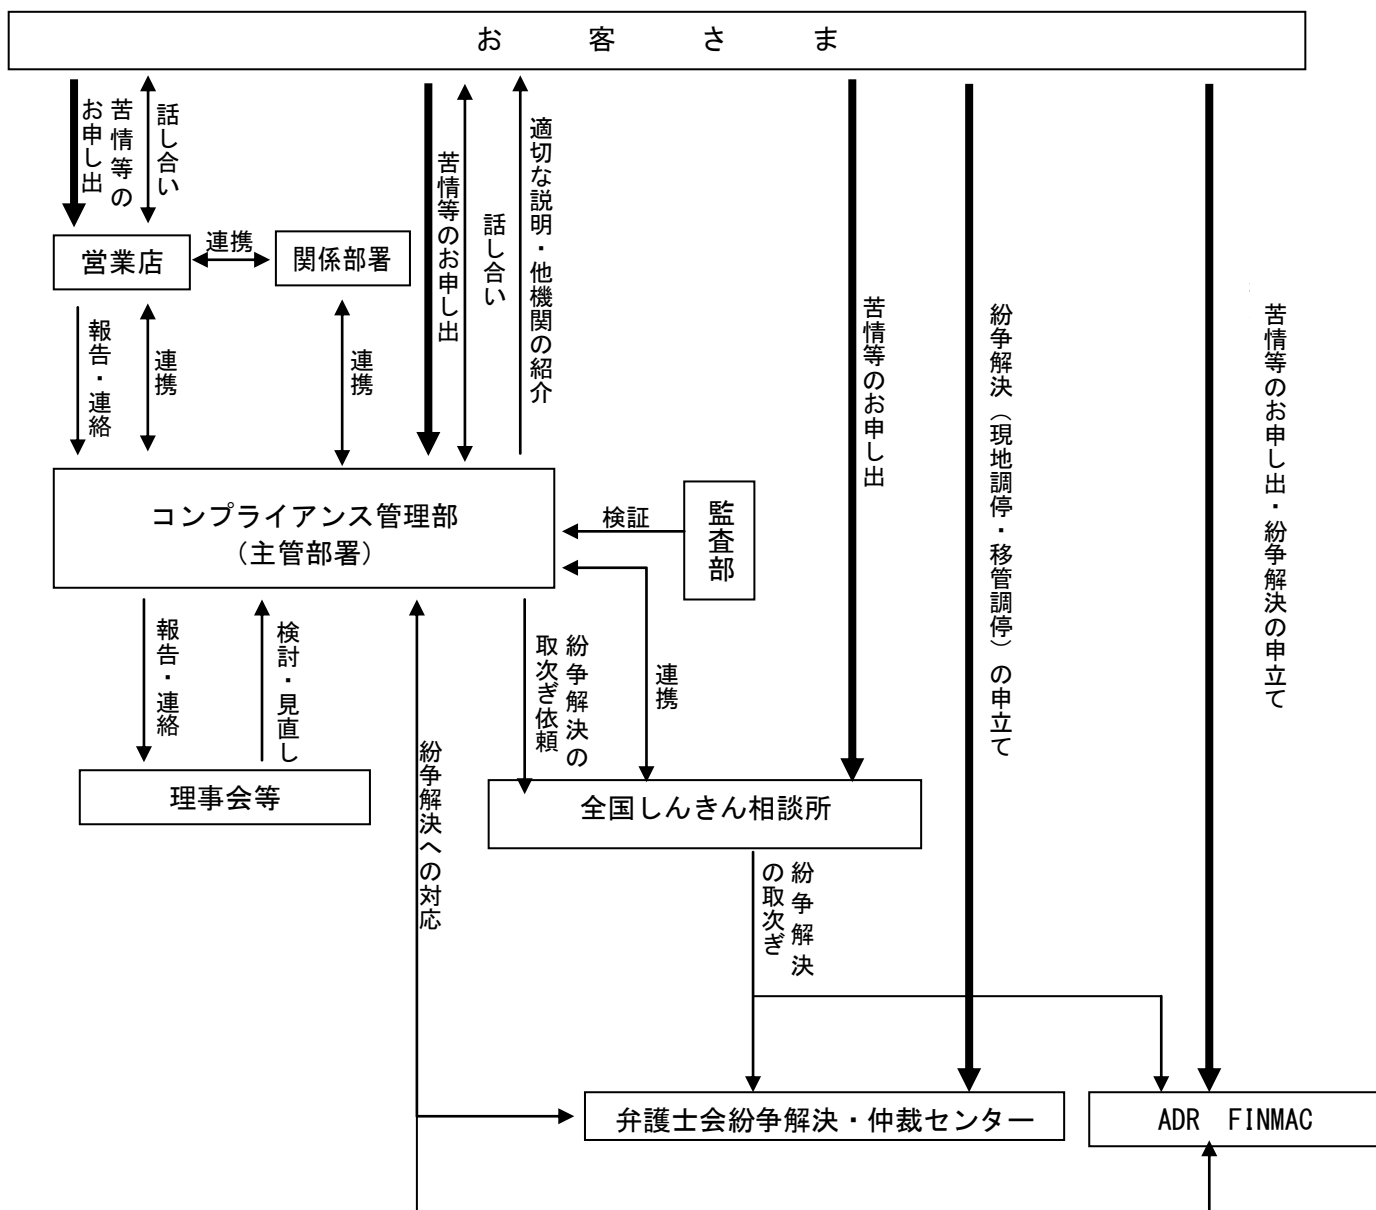 お客さま
苦情等の
お申し出
話し合い
苦情等のお申し出
話し合い
適切な説明・他機関の紹介
苦情等のお申し出
紛争解決（現地調停・移管調停）の申立て
苦情等のお申し出・紛争解決の申立て
営業店
連携
関係部署
報告・連絡
連携
連携
コンプライアンス管理部
（主管部署）
検証
監査部
報告・連絡
検討・見直し
紛争解決への対応
紛争解決の
取次ぎ依頼
連携
理事会等
全国しんきん相談所
紛争解決
の取次ぎ
弁護士会紛争解決・仲裁センター
ADR FINMAC